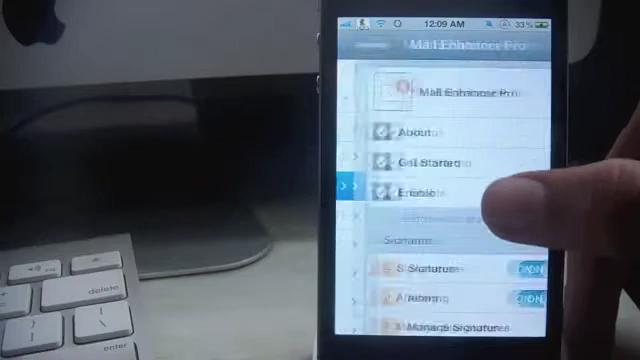 12:09 AM 33%
Mail Enhancer Pro
Mail Enhancer Pro
About
Get Started
Enable
Signature
Signature
ON
ON
Manage Signatures
delete
enter